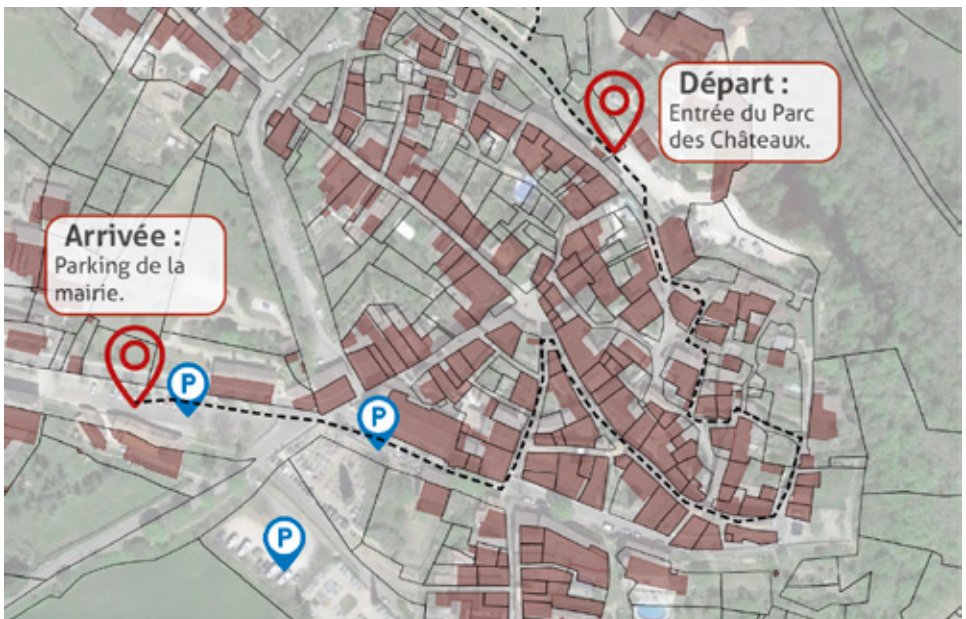 Départ :
Entrée du Parc
des Châteaux.
Arrivée :
Parking de la
mairie.
P
P
P